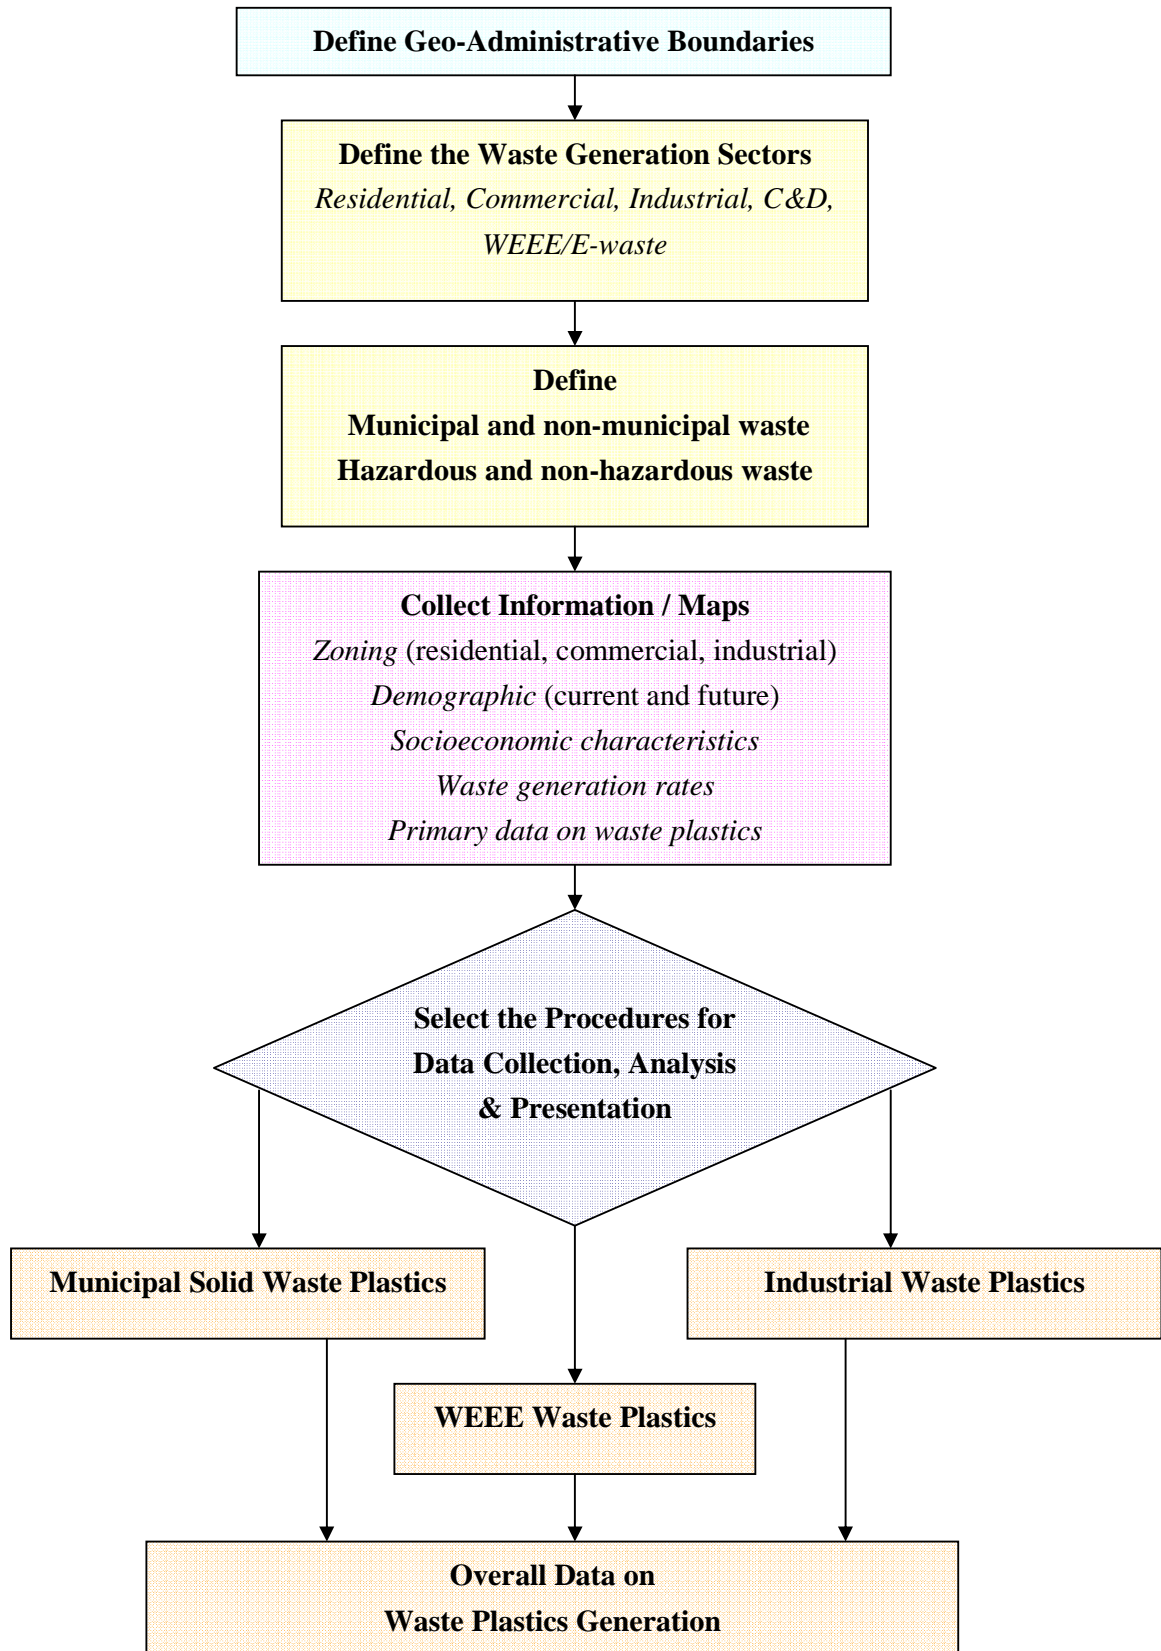 Define Geo-Administrative Boundaries
Define the Waste Generation Sectors
Residential, Commercial, Industrial, C&D,
WEEE/E-waste
Define
Municipal and non-municipal waste
Hazardous and non-hazardous waste
Collect Information / Maps
Zoning (residential, commercial, industrial)
Demographic (current and future)
Socioeconomic characteristics
Waste generation rates
Primary data on waste plastics
Select the Procedures for
Data Collection, Analysis
& Presentation
Municipal Solid Waste Plastics
Industrial Waste Plastics
WEEE Waste Plastics
Overall Data on
Waste Plastics Generation